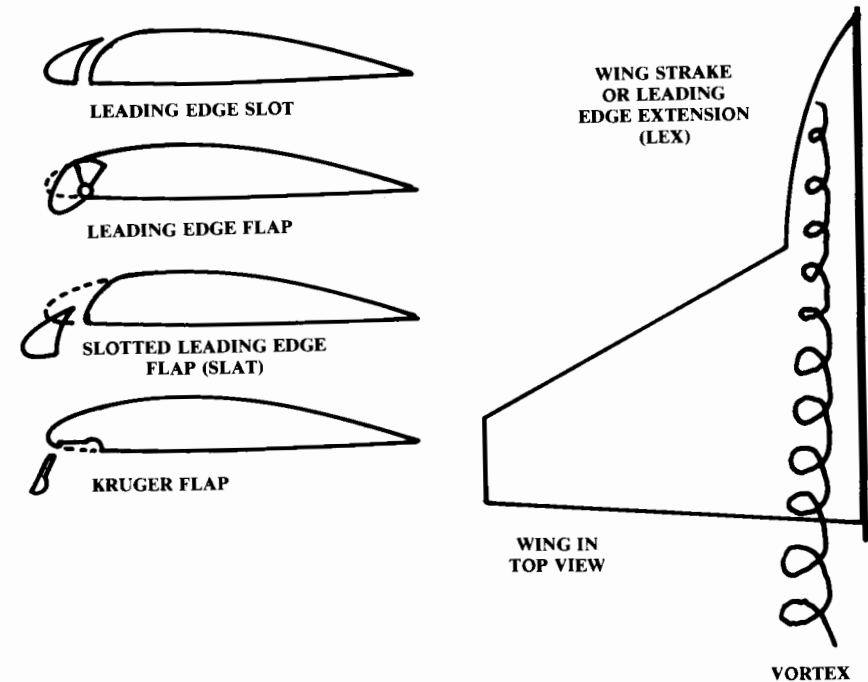 LEADING EDGE SLOT
LEADING EDGE FLAP
SLOTTED LEADING EDGE
FLAP (SLAT)
KRUGER FLAP
WING STRAKE
OR LEADING
EDGE EXTENSION
(LEX)
WING IN
TOP VIEW
VORTEX